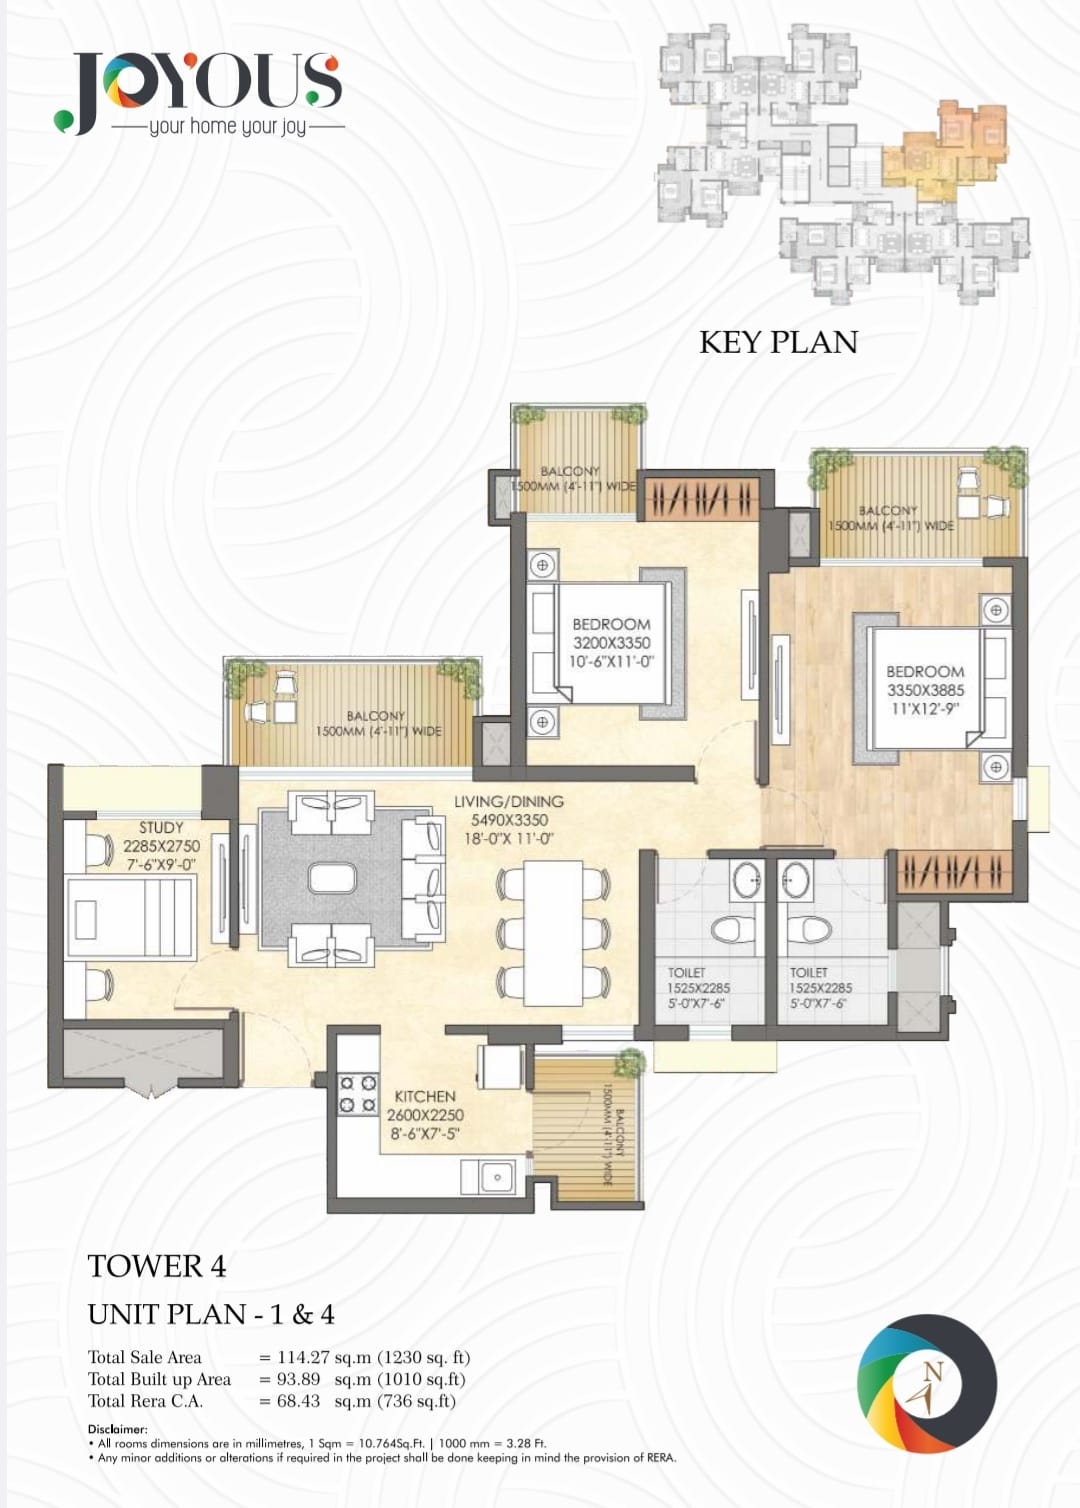 JOYOUS
your home your joy
KEY PLAN
BALCONY
1500MM (4'-11") WIDE
BALCONY
1500MM (4'-11") WIDE
BEDROOM
3200X3350
10'-6"X11'-0"
BEDROOM
3350X3885
11'X12'-9"
BALCONY
1500MM (4'-11") WIDE
LIVING/DINING
5490X3350
18'-0"X 11'-0"
STUDY
2285X2750
7'-6"X9'-0"
TOILET
1525X2285
5'-0"X7'-6"
TOILET
1525X2285
5'-0"X7'-6"
KITCHEN
2600X2250
8'-6"X7'-5"
BALCONY
1500MM (4'-11") WIDE
TOWER 4
UNIT PLAN - 1 & 4
Total Sale Area = 114.27 sq.m (1230 sq. ft)
Total Built up Area = 93.89 sq.m (1010 sq.ft)
Total Rera C.A. = 68.43 sq.m (736 sq.ft)
N
Disclaimer:
• All rooms dimensions are in millimetres, 1 Sqm = 10.764Sq.Ft. | 1000 mm = 3.28 Ft.
• Any minor additions or alterations if required in the project shall be done keeping in mind the provision of RERA.